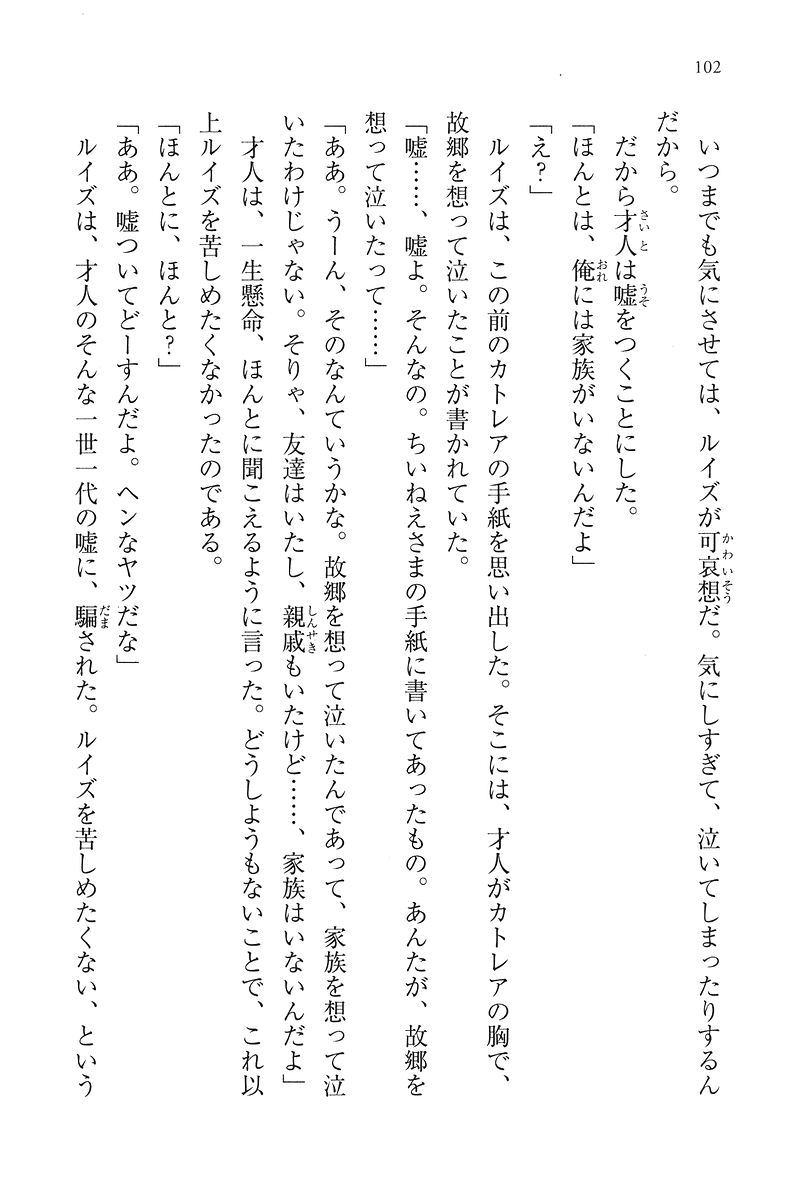 102
　いつまでも気にさせては、ルイズが可哀想だ。気にしすぎて、泣いてしまったりするん
だから。
　だから才人は嘘をつくことにした。
「ほんとは、俺には家族がいないんだよ」
「え？」
　ルイズは、この前のカトレアの手紙を思い出した。そこには、才人がカトレアの胸で、
故郷を想って泣いたことが書かれていた。
「嘘……、嘘よ。そんなの。ちいねえさまの手紙に書いてあったもの。あんたが、故郷を
想って泣いたって……」
「ああ。うーん、そのなんていうかな。故郷を想って泣いたんであって、家族を想って泣
いたわけじゃない。そりゃ、友達はいたし、親戚もいたけど……、家族はいないんだよ」
　才人は、一生懸命、ほんとに聞こえるように言った。どうしようもないことで、これ以
上ルイズを苦しめたくなかったのである。
「ほんとに、ほんと？」
「ああ。嘘ついてどーすんだよ。ヘンなヤツだな」
　ルイズは、才人のそんな一世一代の嘘に、騙された。ルイズを苦しめたくない、という